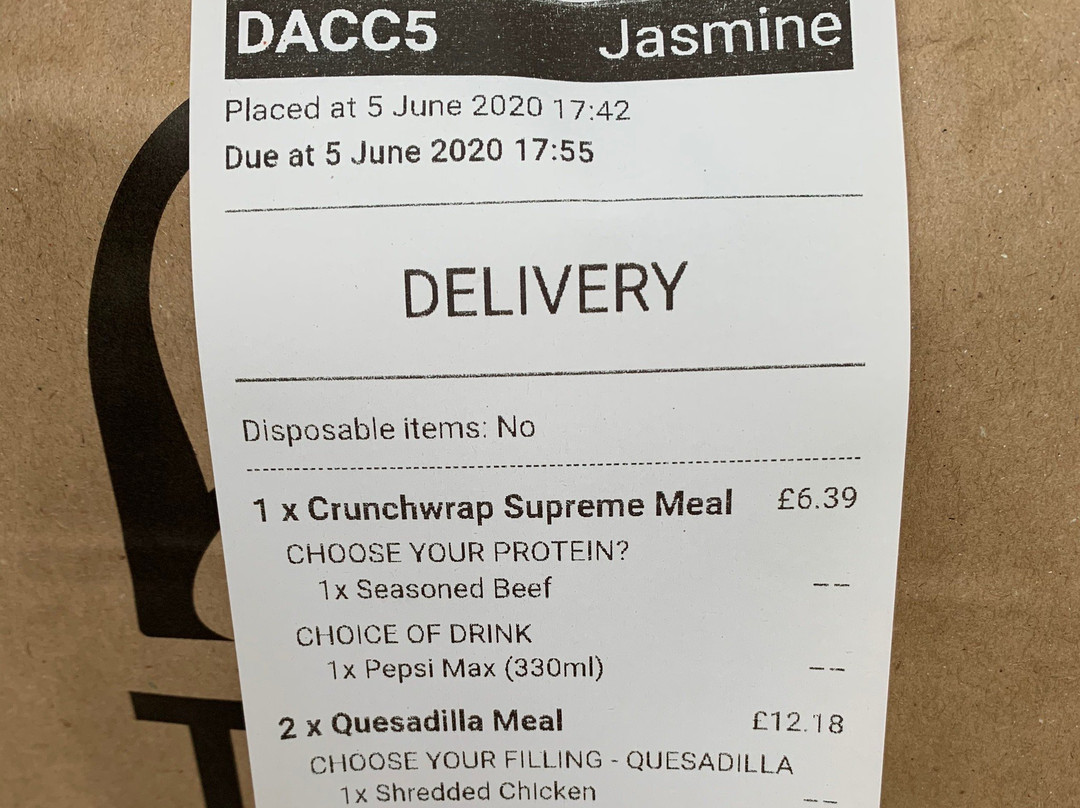 DACC5 Jasmine
Placed at 5 June 2020 17:42
Due at 5 June 2020 17:55
DELIVERY
Disposable items: No
1 x Crunchwrap Supreme Meal £6.39
CHOOSE YOUR PROTEIN?
1x Seasoned Beef --
CHOICE OF DRINK
1x Pepsi Max (330ml) --
2 x Quesadilla Meal £12.18
CHOOSE YOUR FILLING - QUESADILLA
1x Shredded Chicken --